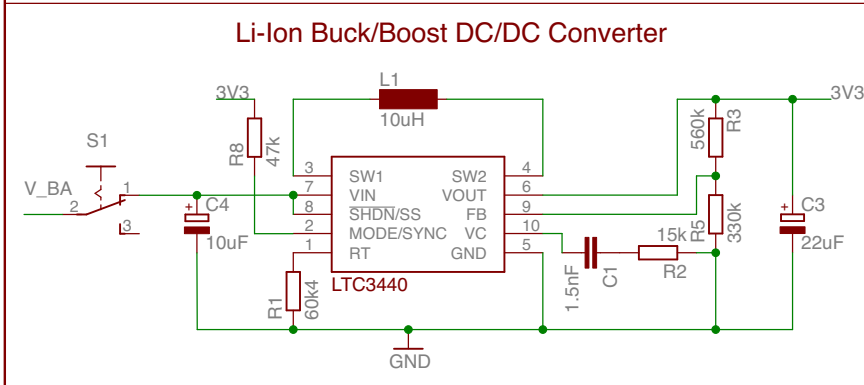 Li-Ion Buck/Boost DC/DC Converter
3V3
L1
10uH
3V3
S1
R8
47k
560k
R3
V_BA
1
2
3
C4
10uF
3
SW1
SW2
4
7
VIN
VOUT
6
8
SHDN/SS
FB
9
2
MODE/SYNC
VC
10
1
RT
GND
5
LTC3440
R1
60k4
1.5nF
C1
15k
R2
R5
330k
C3
22uF
GND